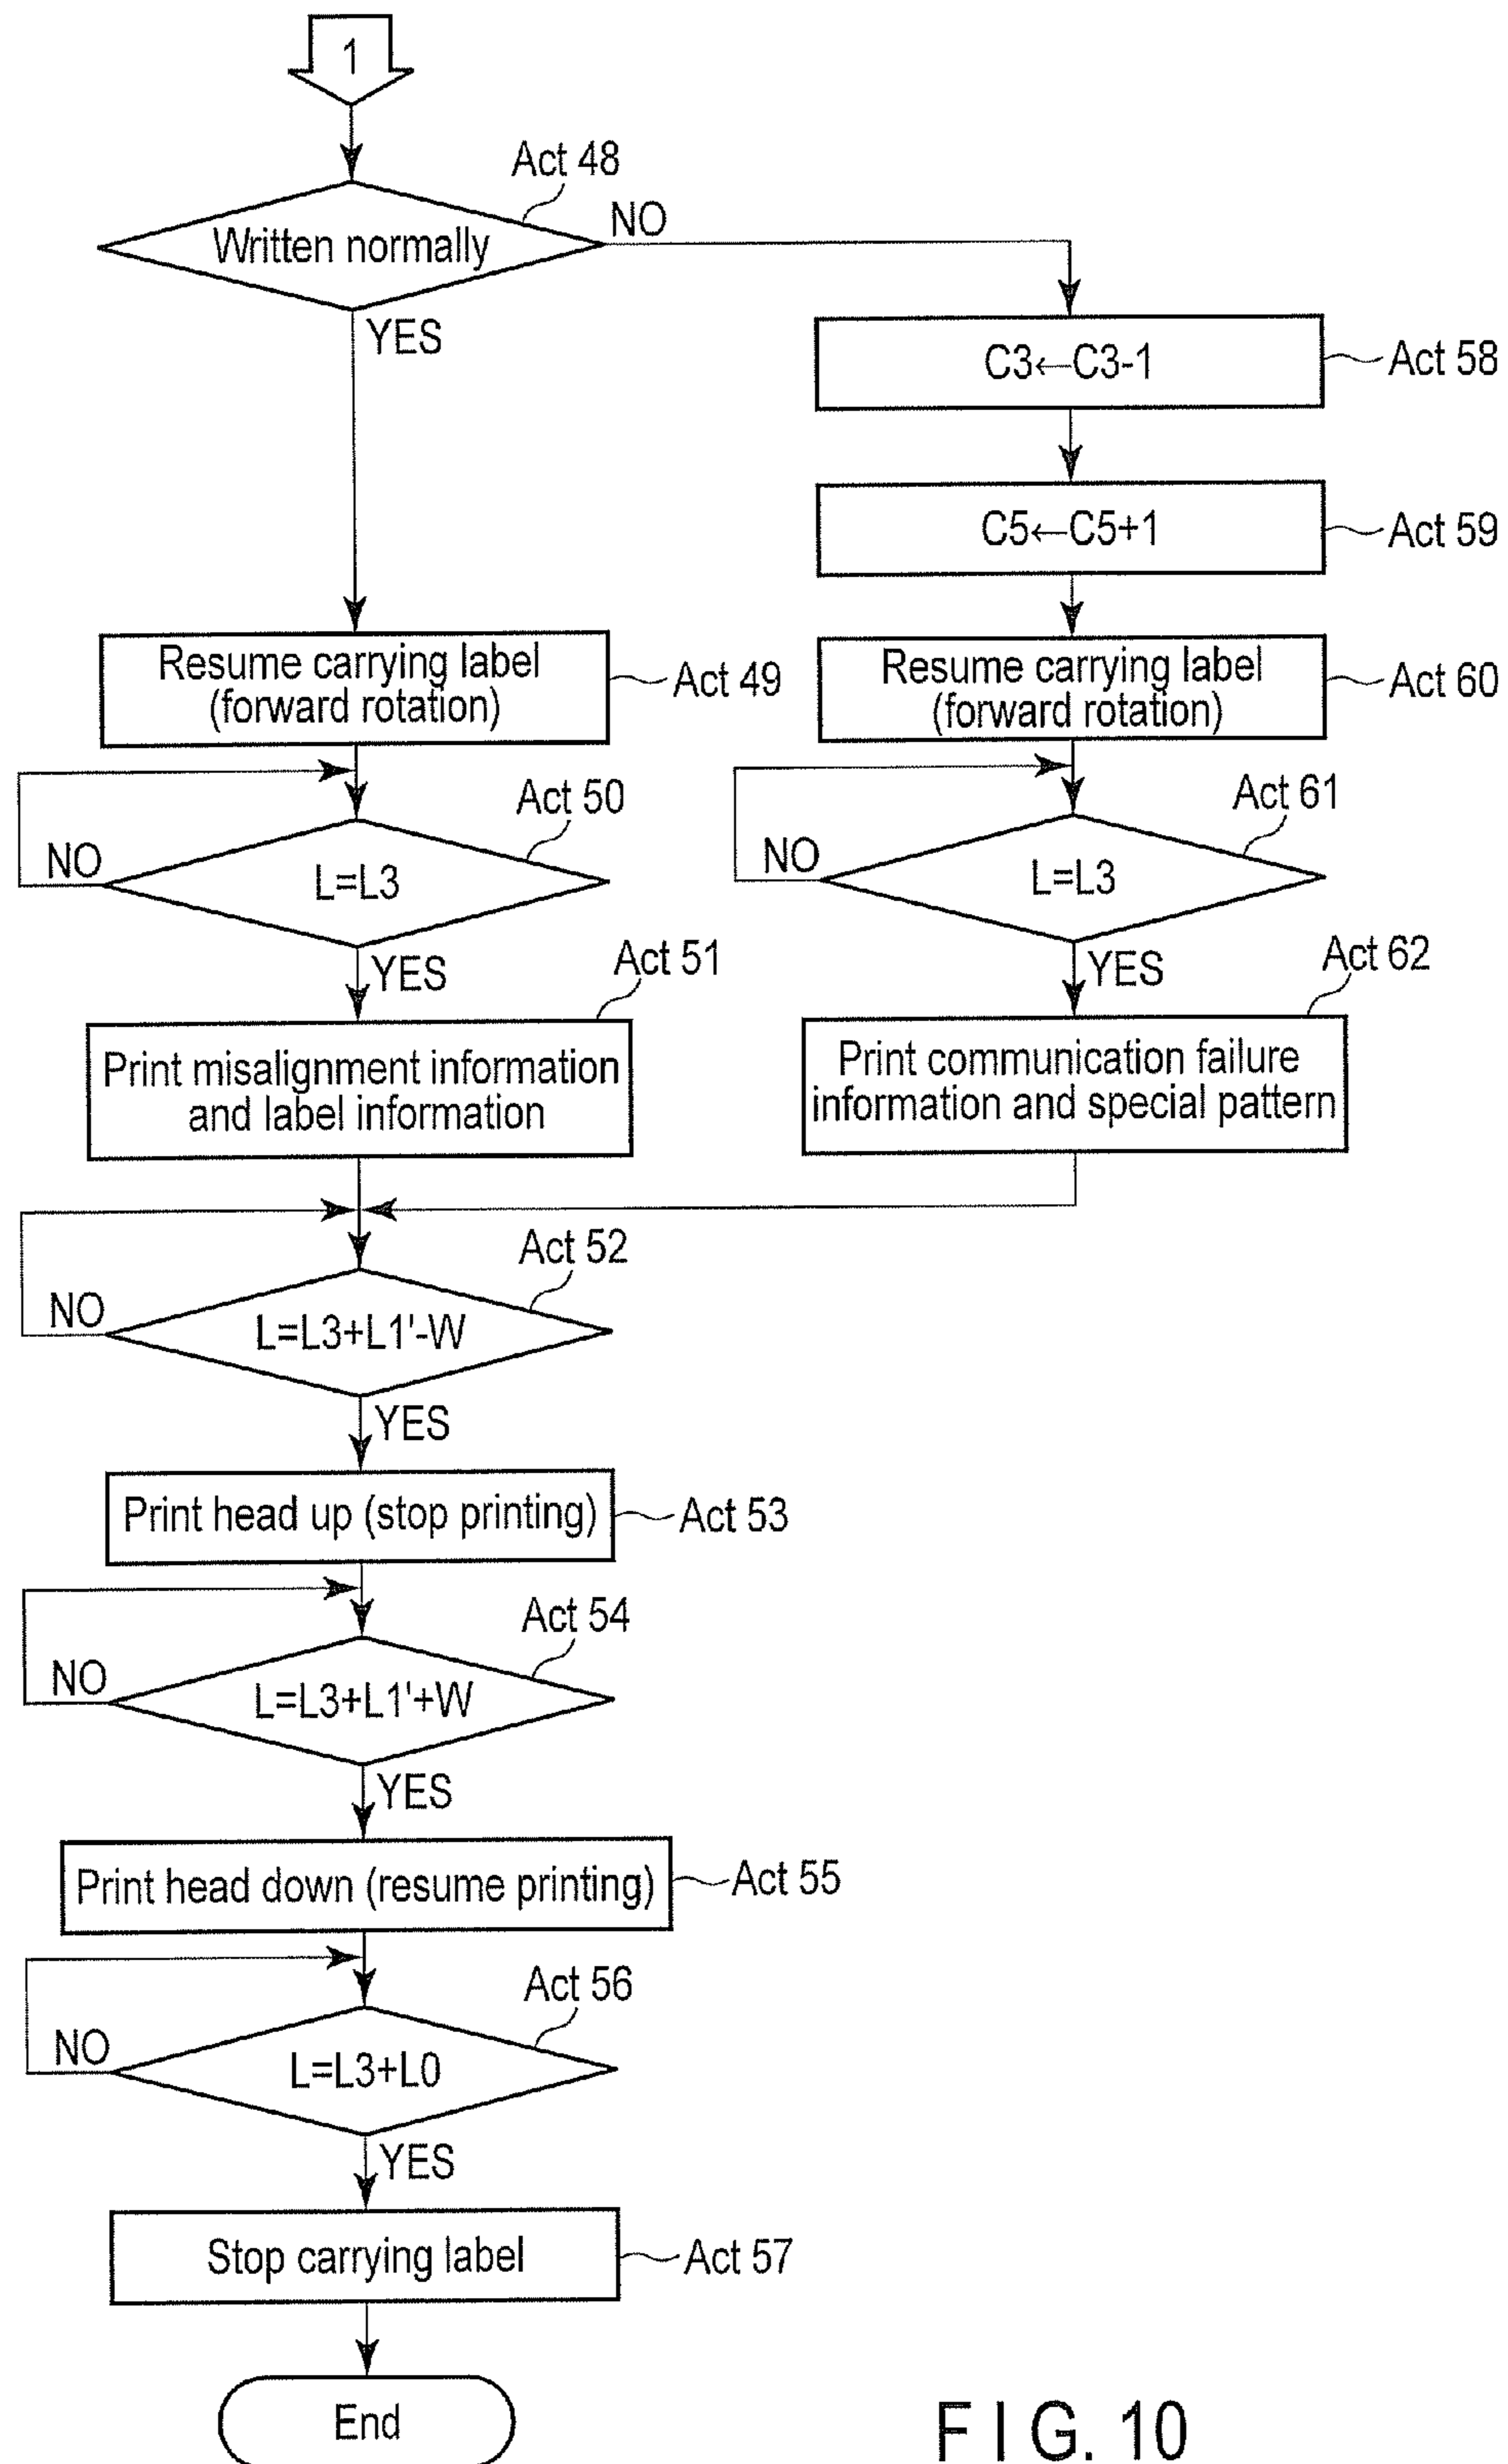 1
Act 48
Written normally
NO
YES
C3←C3-1
Act 58
C5←C5+1
Act 59
Resume carrying label
(forward rotation)
Act 49
Resume carrying label
(forward rotation)
Act 60
Act 50
NO
L=L3
YES
Act 61
NO
L=L3
YES
Act 51
Print misalignment information
and label information
Act 62
Print communication failure
information and special pattern
Act 52
NO
L=L3+L1'-W
YES
Print head up (stop printing)
Act 53
Act 54
NO
L=L3+L1'+W
YES
Print head down (resume printing)
Act 55
Act 56
NO
L=L3+L0
YES
Stop carrying label
Act 57
End
FIG. 10